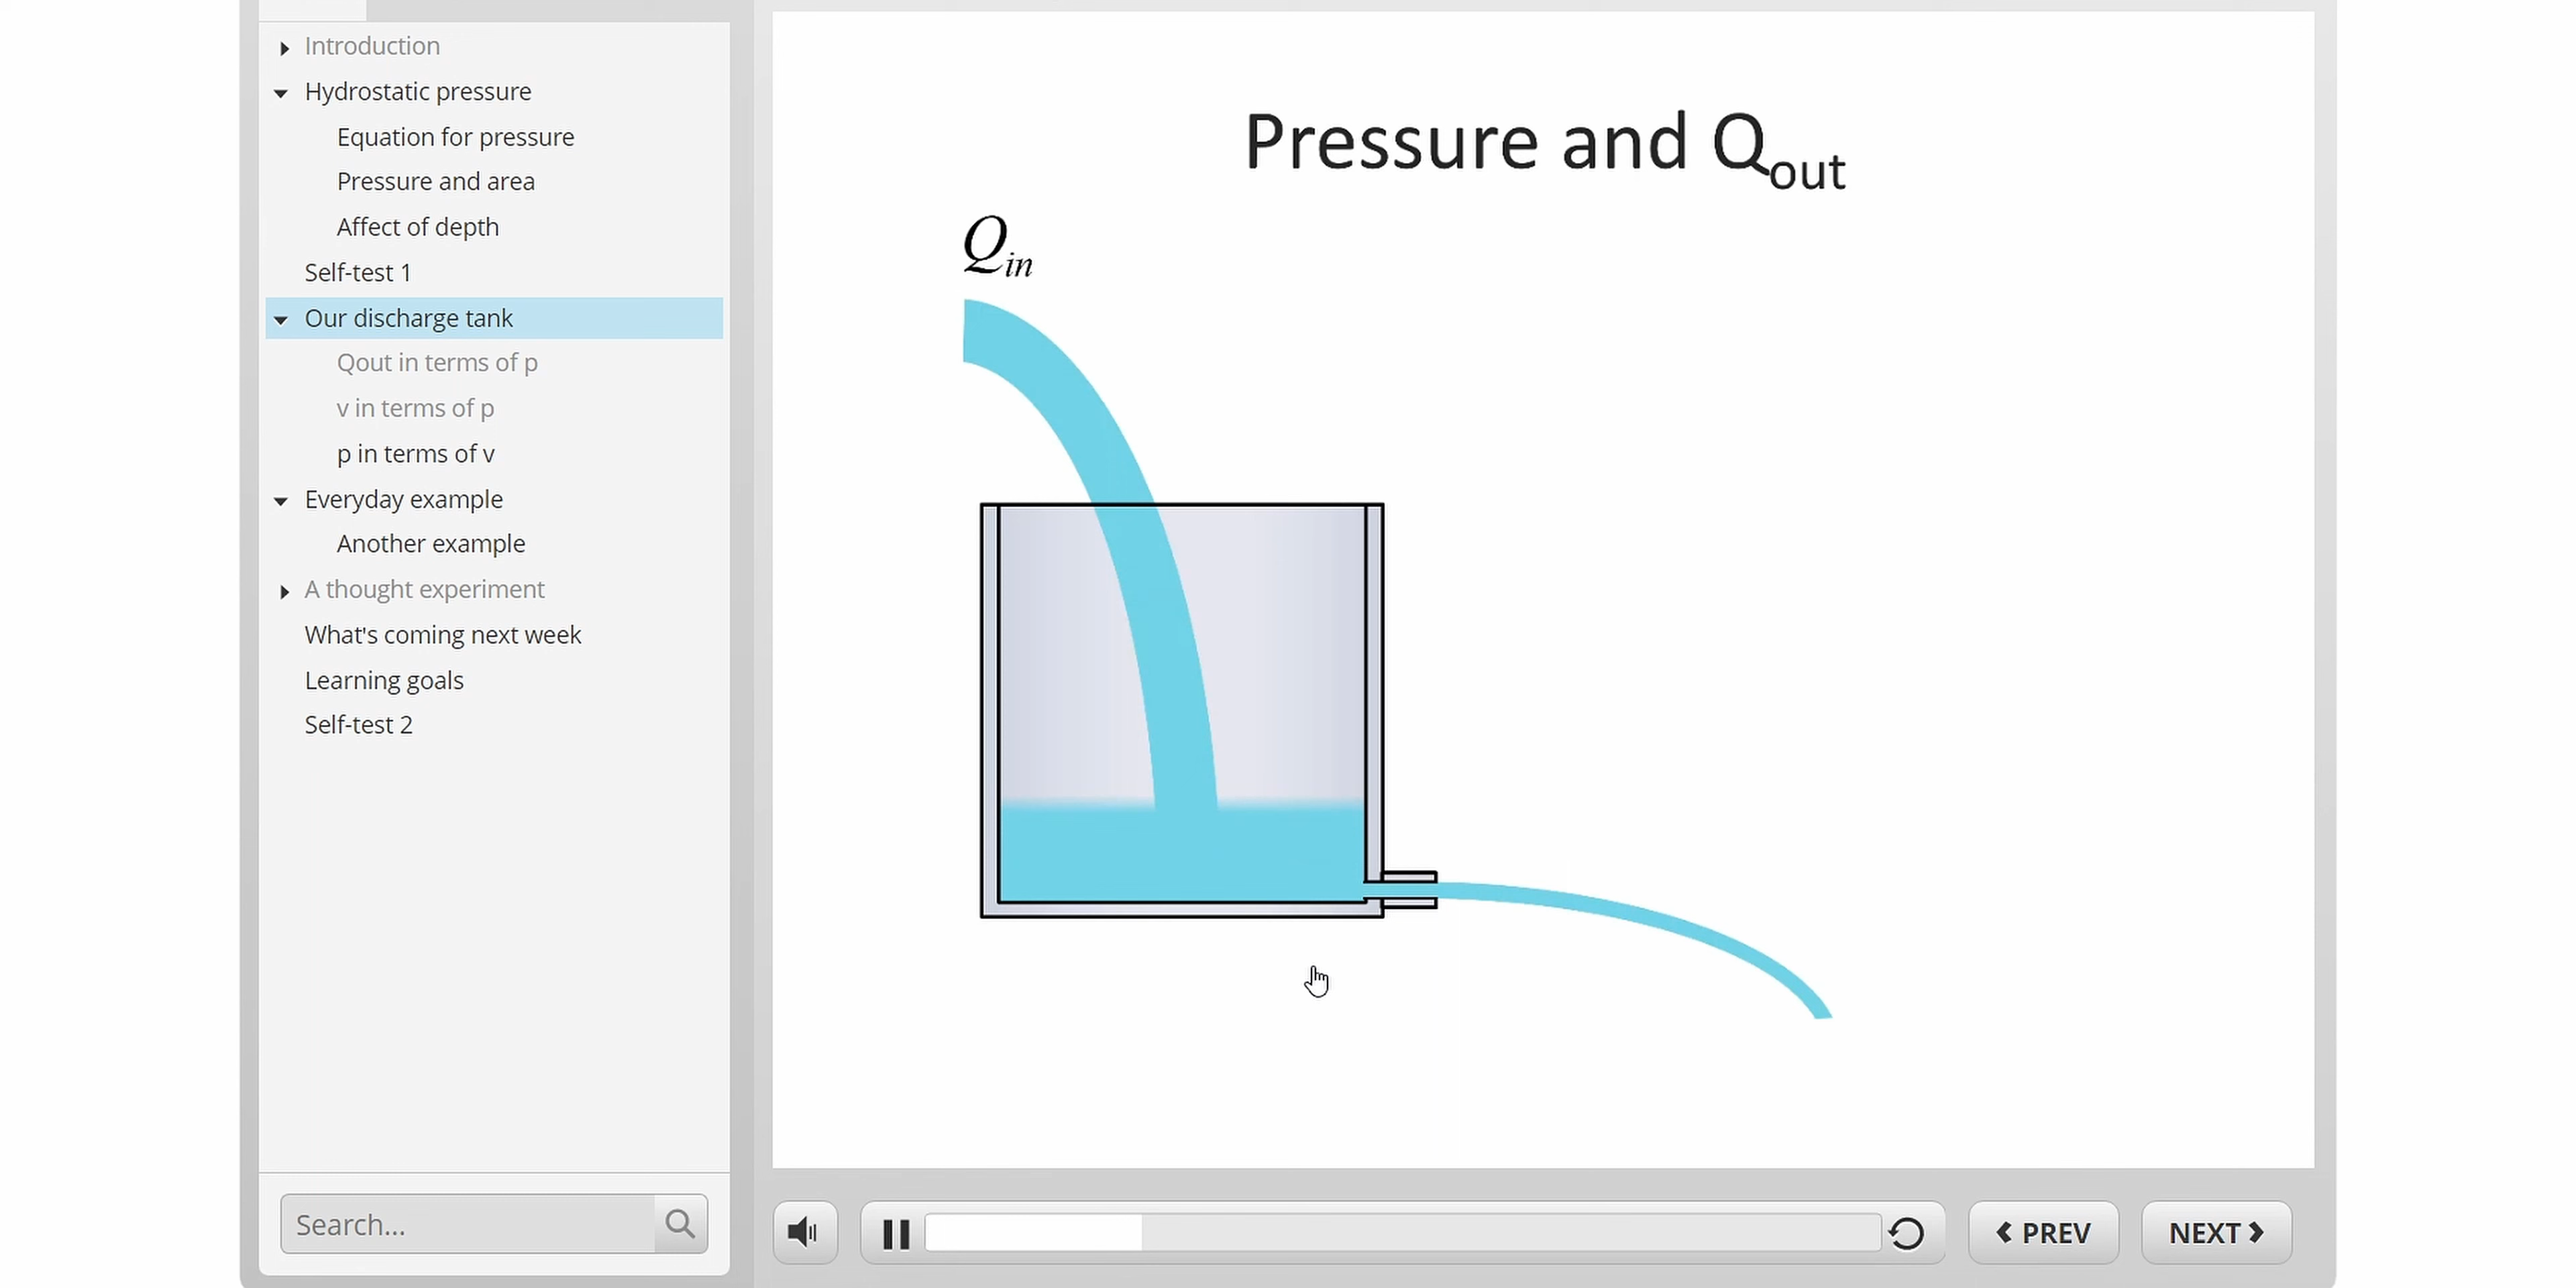 Introduction
Hydrostatic pressure
Equation for pressure
Pressure and area
Affect of depth
Self-test 1
Our discharge tank
Qout in terms of p
v in terms of p
p in terms of v
Everyday example
Another example
A thought experiment
What's coming next week
Learning goals
Self-test 2
Search...
Pressure and Qout
Qin
PREV
NEXT